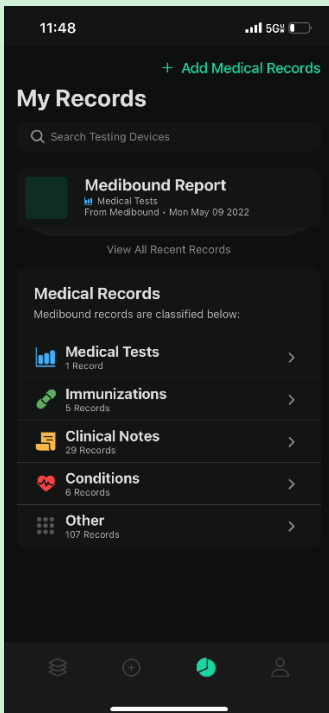 11:48
5G
+ Add Medical Records
My Records
Search Testing Devices
Medibound Report
Medical Tests
From Medibound • Mon May 09 2022
View All Recent Records
Medical Records
Medibound records are classified below:
Medical Tests
1 Record
Immunizations
5 Records
Clinical Notes
29 Records
Conditions
6 Records
Other
107 Records